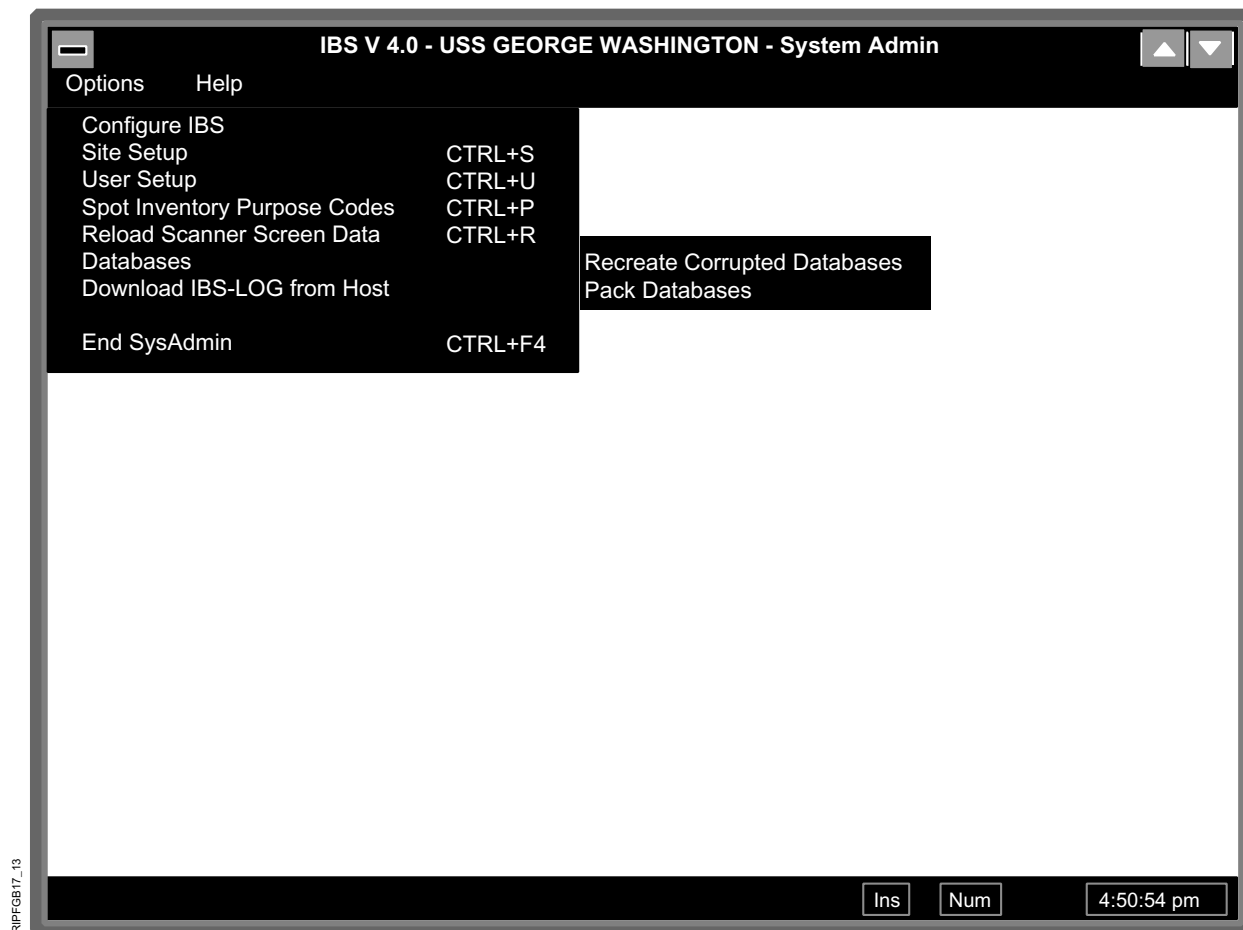 IBS V 4.0 - USS GEORGE WASHINGTON - System Admin
Options Help
Configure IBS
Site Setup CTRL+S
User Setup CTRL+U
Spot Inventory Purpose Codes CTRL+P
Reload Scanner Screen Data CTRL+R
Databases
Download IBS-LOG from Host
End SysAdmin CTRL+F4
Recreate Corrupted Databases
Pack Databases
Ins Num 4:50:54 pm
RIPFGB17_13